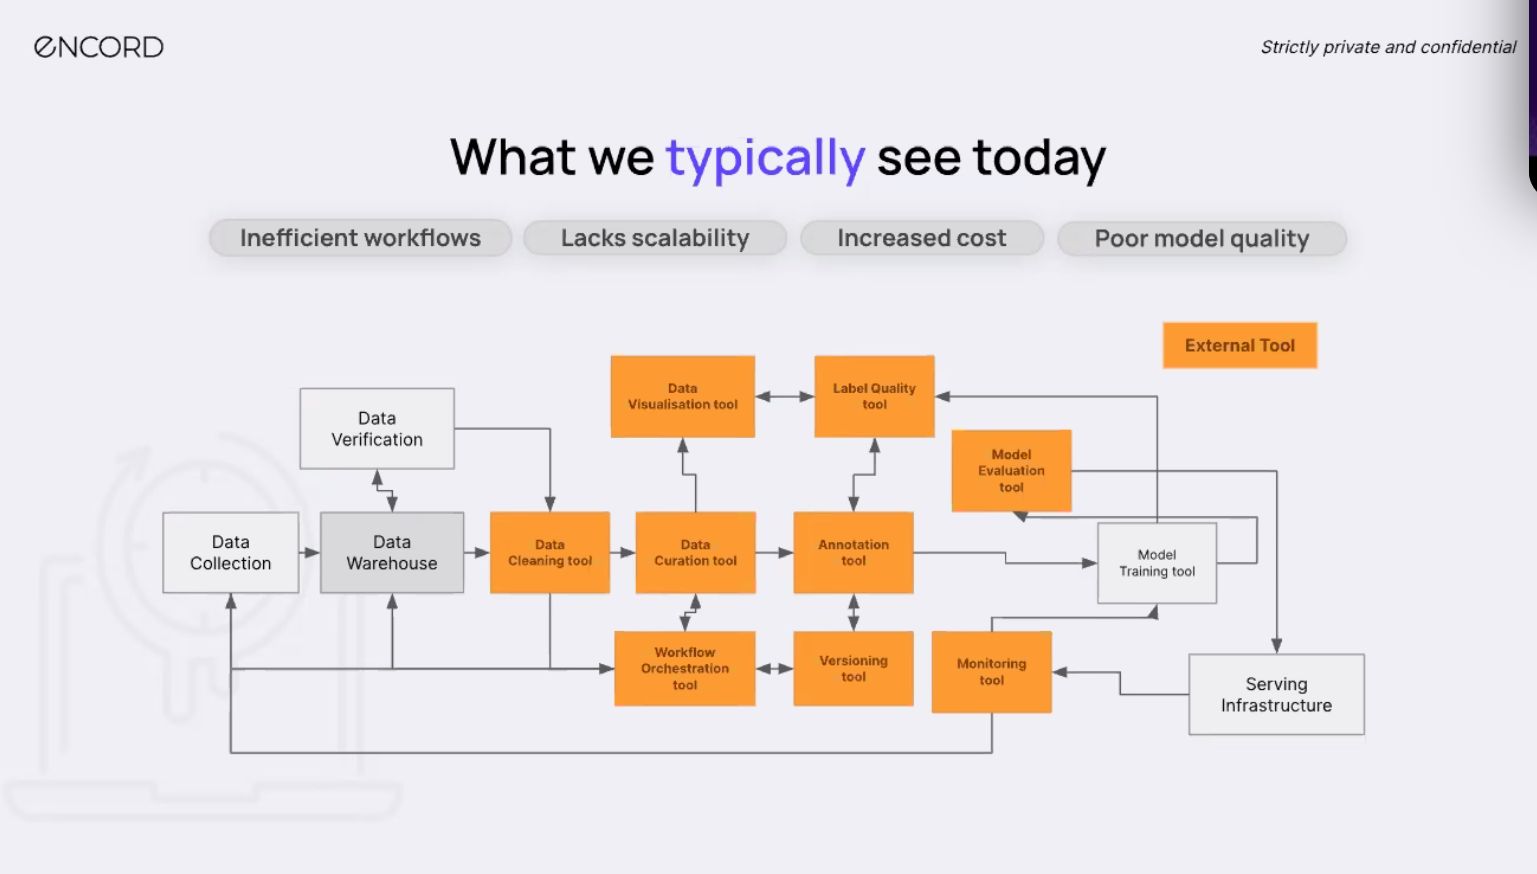 ENCORD
Strictly private and confidential
What we typically see today
Inefficient workflows
Lacks scalability
Increased cost
Poor model quality
External Tool
Data
Visualisation tool
Label Quality
tool
Data
Verification
Model
Evaluation
tool
Data
Collection
Data
Warehouse
Data
Cleaning tool
Data
Curation tool
Annotation
tool
Model
Training tool
Workflow
Orchestration
tool
Versioning
tool
Monitoring
tool
Serving
Infrastructure